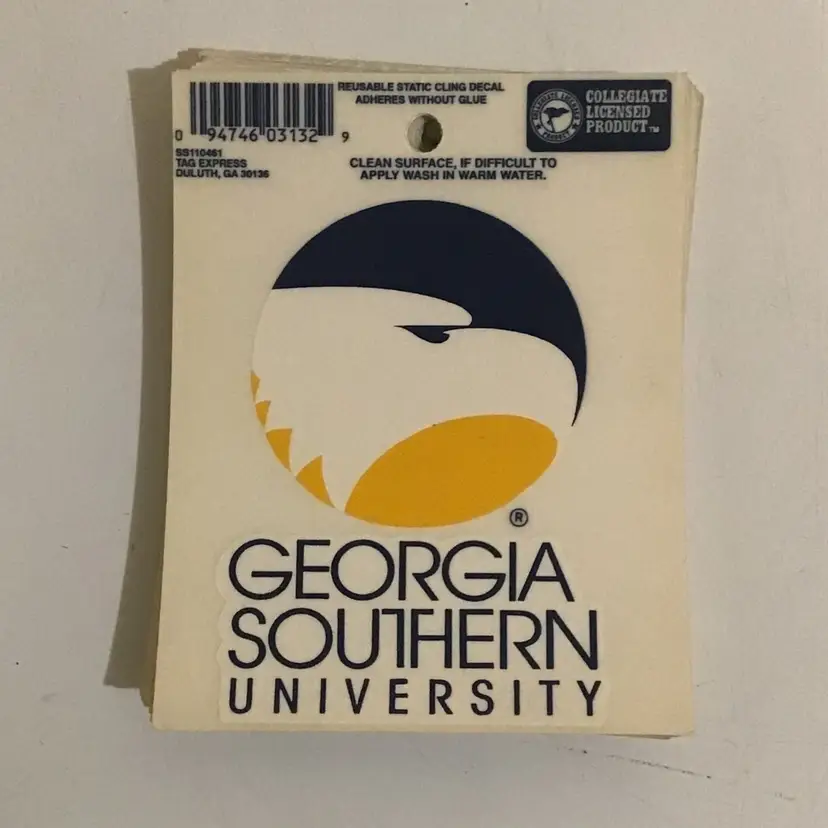 REUSABLE STATIC CLING DECAL
ADHERES WITHOUT GLUE
0 94746 03132 9
SS110461
TAG EXPRESS
DULUTH, GA 30136
COLLEGIATE
LICENSED
PRODUCT™
CLEAN SURFACE, IF DIFFICULT TO
APPLY WASH IN WARM WATER.
®
GEORGIA
SOUTHERN
UNIVERSITY